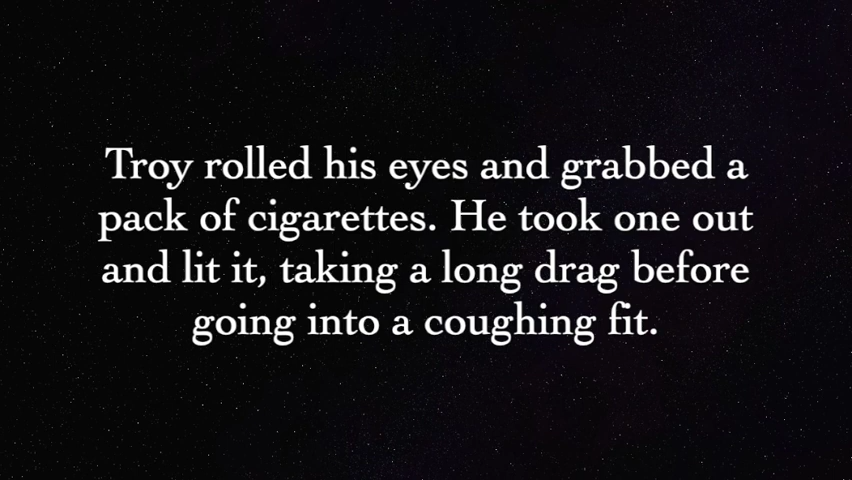 Troy rolled his eyes and grabbed a
pack of cigarettes. He took one out
and lit it, taking a long drag before
going into a coughing fit.